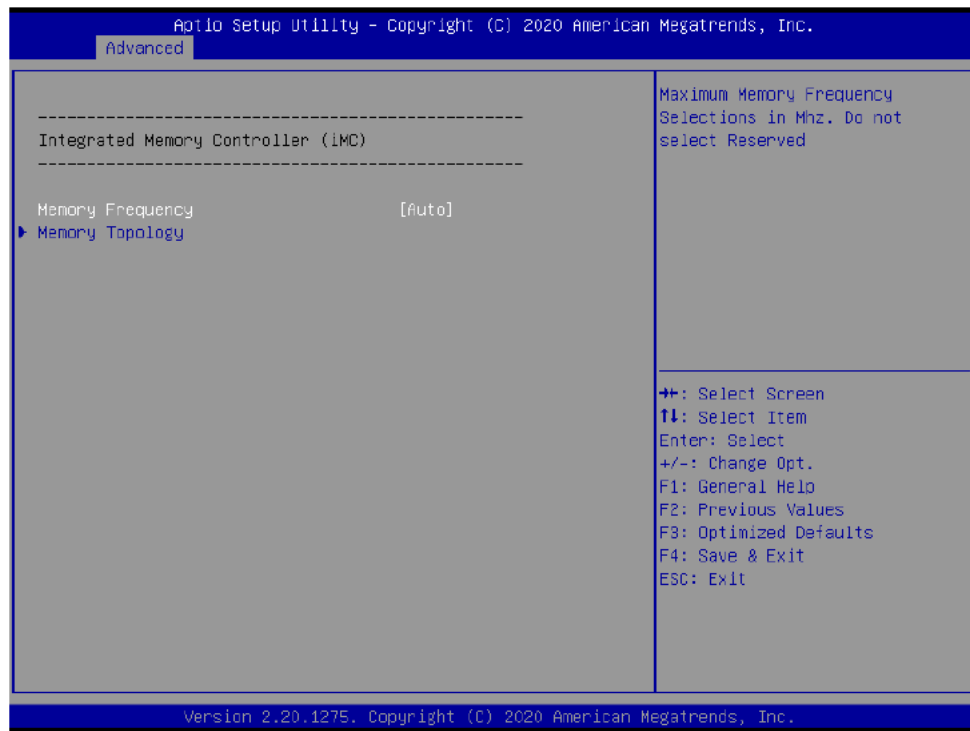 Aptio Setup Utility - Copyright (C) 2020 American Megatrends, Inc.
Advanced
------------------------------------------------
Integrated Memory Controller (iMC)
------------------------------------------------
Memory Frequency [Auto]
Memory Topology
Maximum Memory Frequency
Selections in Mhz. Do not
select Reserved
→←: Select Screen
↑↓: Select Item
Enter: Select
+/-: Change Opt.
F1: General Help
F2: Previous Values
F3: Optimized Defaults
F4: Save & Exit
ESC: Exit
Version 2.20.1275. Copyright (C) 2020 American Megatrends, Inc.